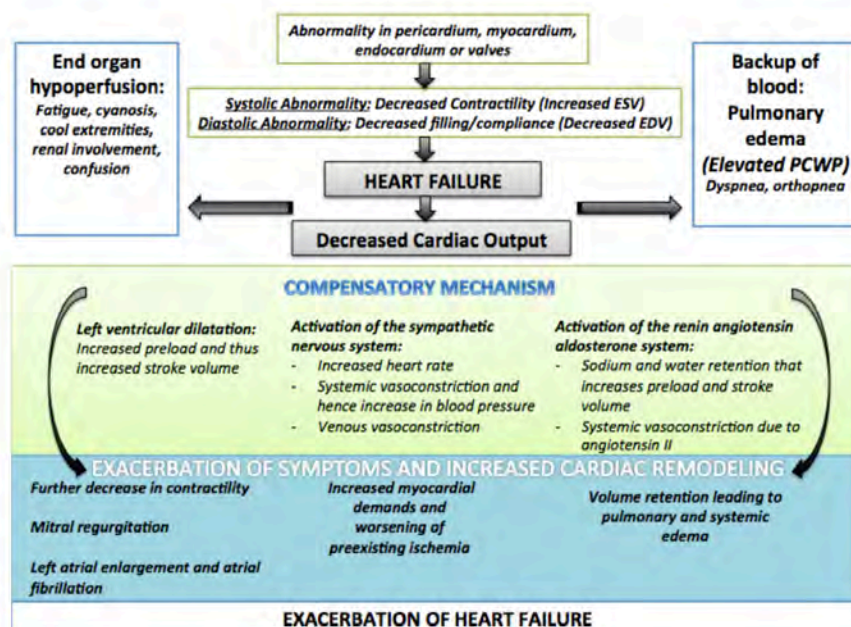 Abnormality in pericardium, myocardium,
endocardium or valves
End organ
hypoperfusion:
Fatigue, cyanosis,
cool extremities,
renal involvement,
confusion
Systolic Abnormality: Decreased Contractility (Increased ESV)
Diastolic Abnormality: Decreased filling/compliance (Decreased EDV)
Backup of
blood:
Pulmonary
edema
(Elevated PCWP)
Dyspnea, orthopnea
HEART FAILURE
Decreased Cardiac Output
COMPENSATORY MECHANISM
Left ventricular dilatation:
Increased preload and thus
increased stroke volume
Activation of the sympathetic
nervous system:
- Increased heart rate
- Systemic vasoconstriction and
hence increase in blood pressure
- Venous vasoconstriction
Activation of the renin angiotensin
aldosterone system:
- Sodium and water retention that
increases preload and stroke
volume
- Systemic vasoconstriction due to
angiotensin II
EXACERBATION OF SYMPTOMS AND INCREASED CARDIAC REMODELING
Further decrease in contractility
Mitral regurgitation
Left atrial enlargement and atrial
fibrillation
Increased myocardial
demands and
worsening of
preexisting ischemia
Volume retention leading to
pulmonary and systemic
edema
EXACERBATION OF HEART FAILURE